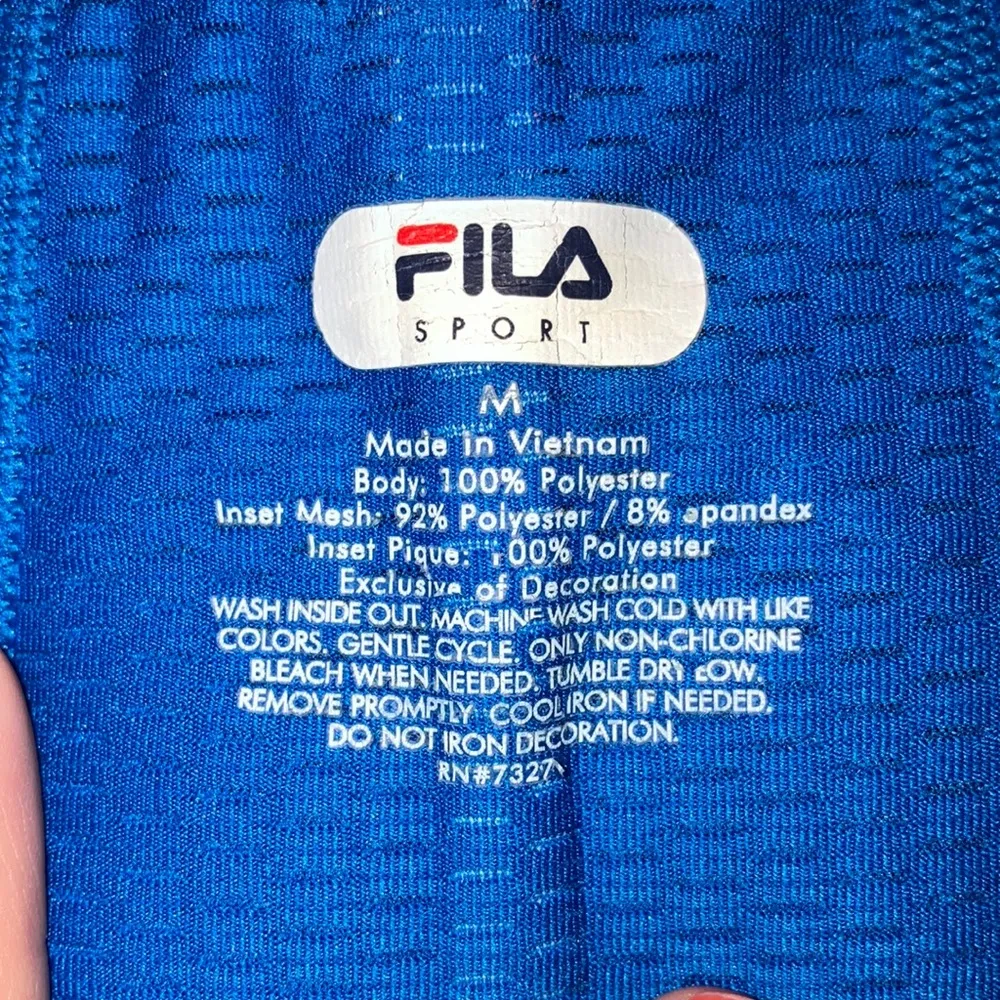 FILA
SPORT
M
Made in Vietnam
Body: 100% Polyester
Inset Mesh: 92% Polyester / 8% spandex
Inset Pique: 100% Polyester
Exclusive of Decoration
WASH INSIDE OUT. MACHINE WASH COLD WITH LIKE
COLORS. GENTLE CYCLE. ONLY NON-CHLORINE
BLEACH WHEN NEEDED. TUMBLE DRY LOW.
REMOVE PROMPTLY. COOL IRON IF NEEDED.
DO NOT IRON DECORATION.